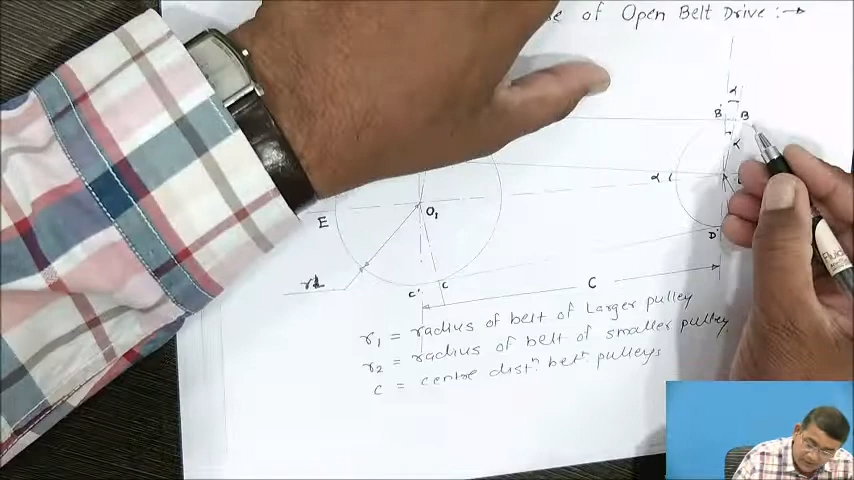 e of Open Belt Drive :→
α
B' B
α
α
A
E
O₁
D'
C' C
C
r₁ = radius of belt of Larger pulley
r₂ = radius of belt of smaller pulley
c = centre distⁿ betⁿ pulleys